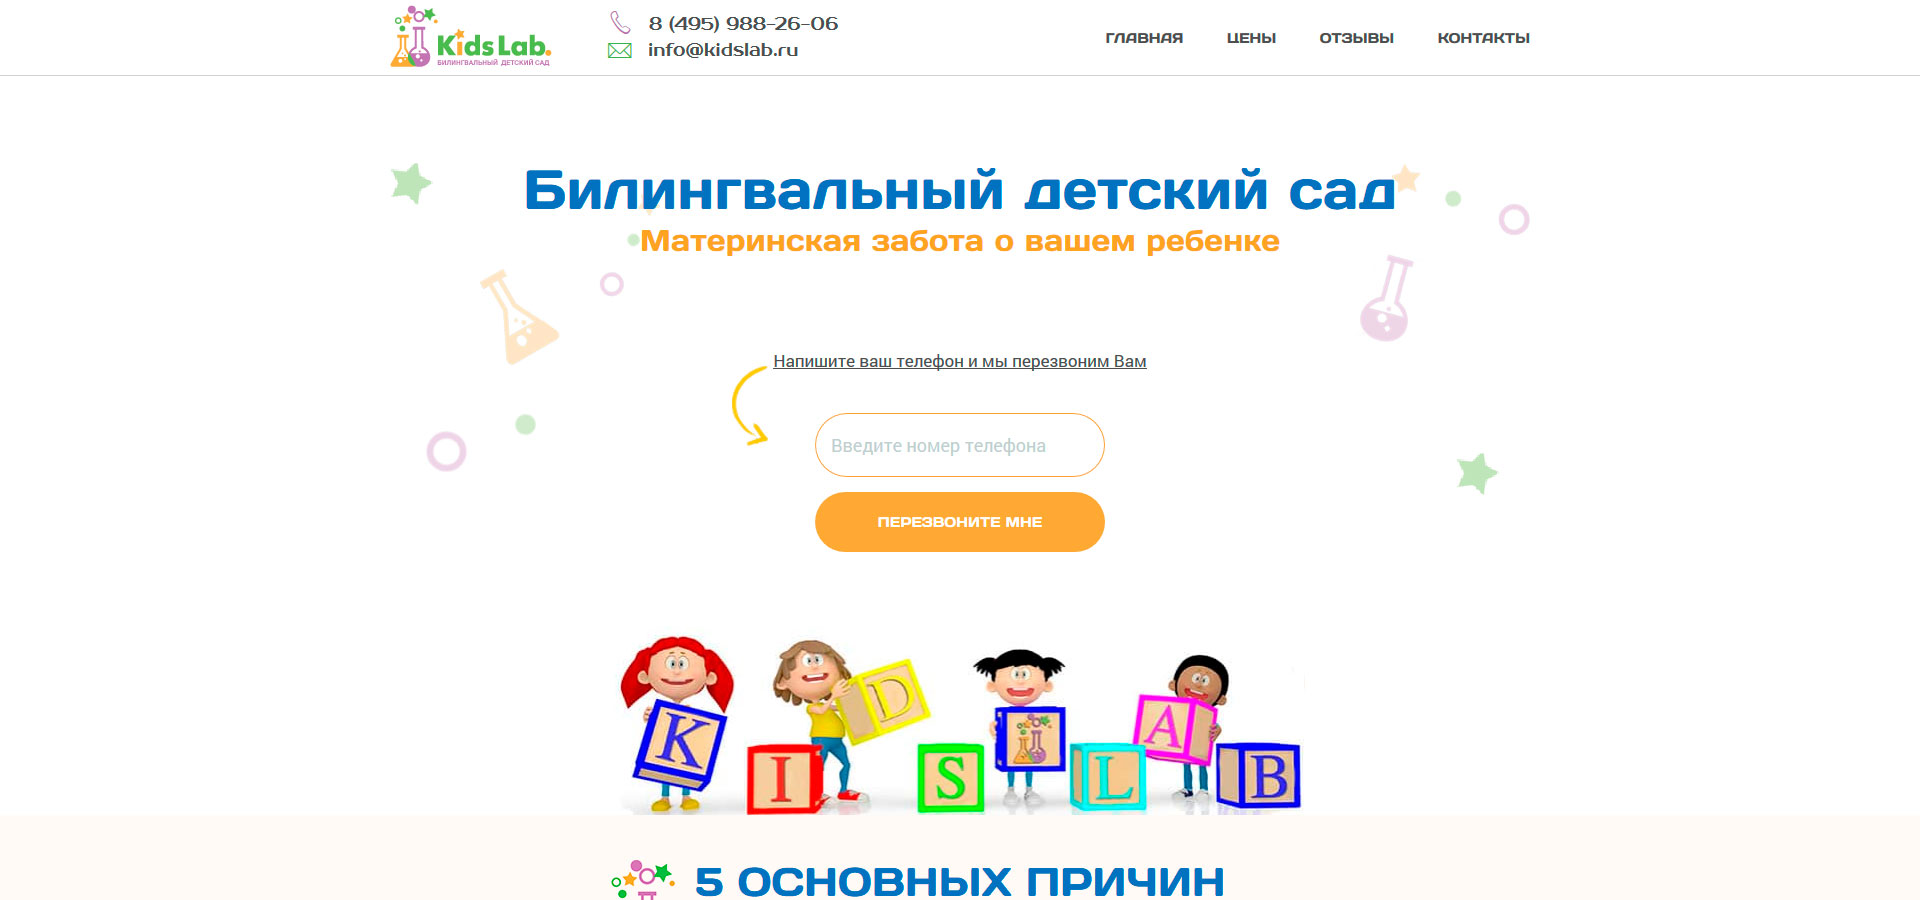 Kids Lab.
БИЛИНГВАЛЬНЫЙ ДЕТСКИЙ САД
8 (495) 988-26-06
info@kidslab.ru
ГЛАВНАЯ ЦЕНЫ ОТЗЫВЫ КОНТАКТЫ
Билингвальный детский сад
Материнская забота о вашем ребенке
Напишите ваш телефон и мы перезвоним Вам
Введите номер телефона
ПЕРЕЗВОНИТЕ МНЕ
K I D S L A B
5 ОСНОВНЫХ ПРИЧИН